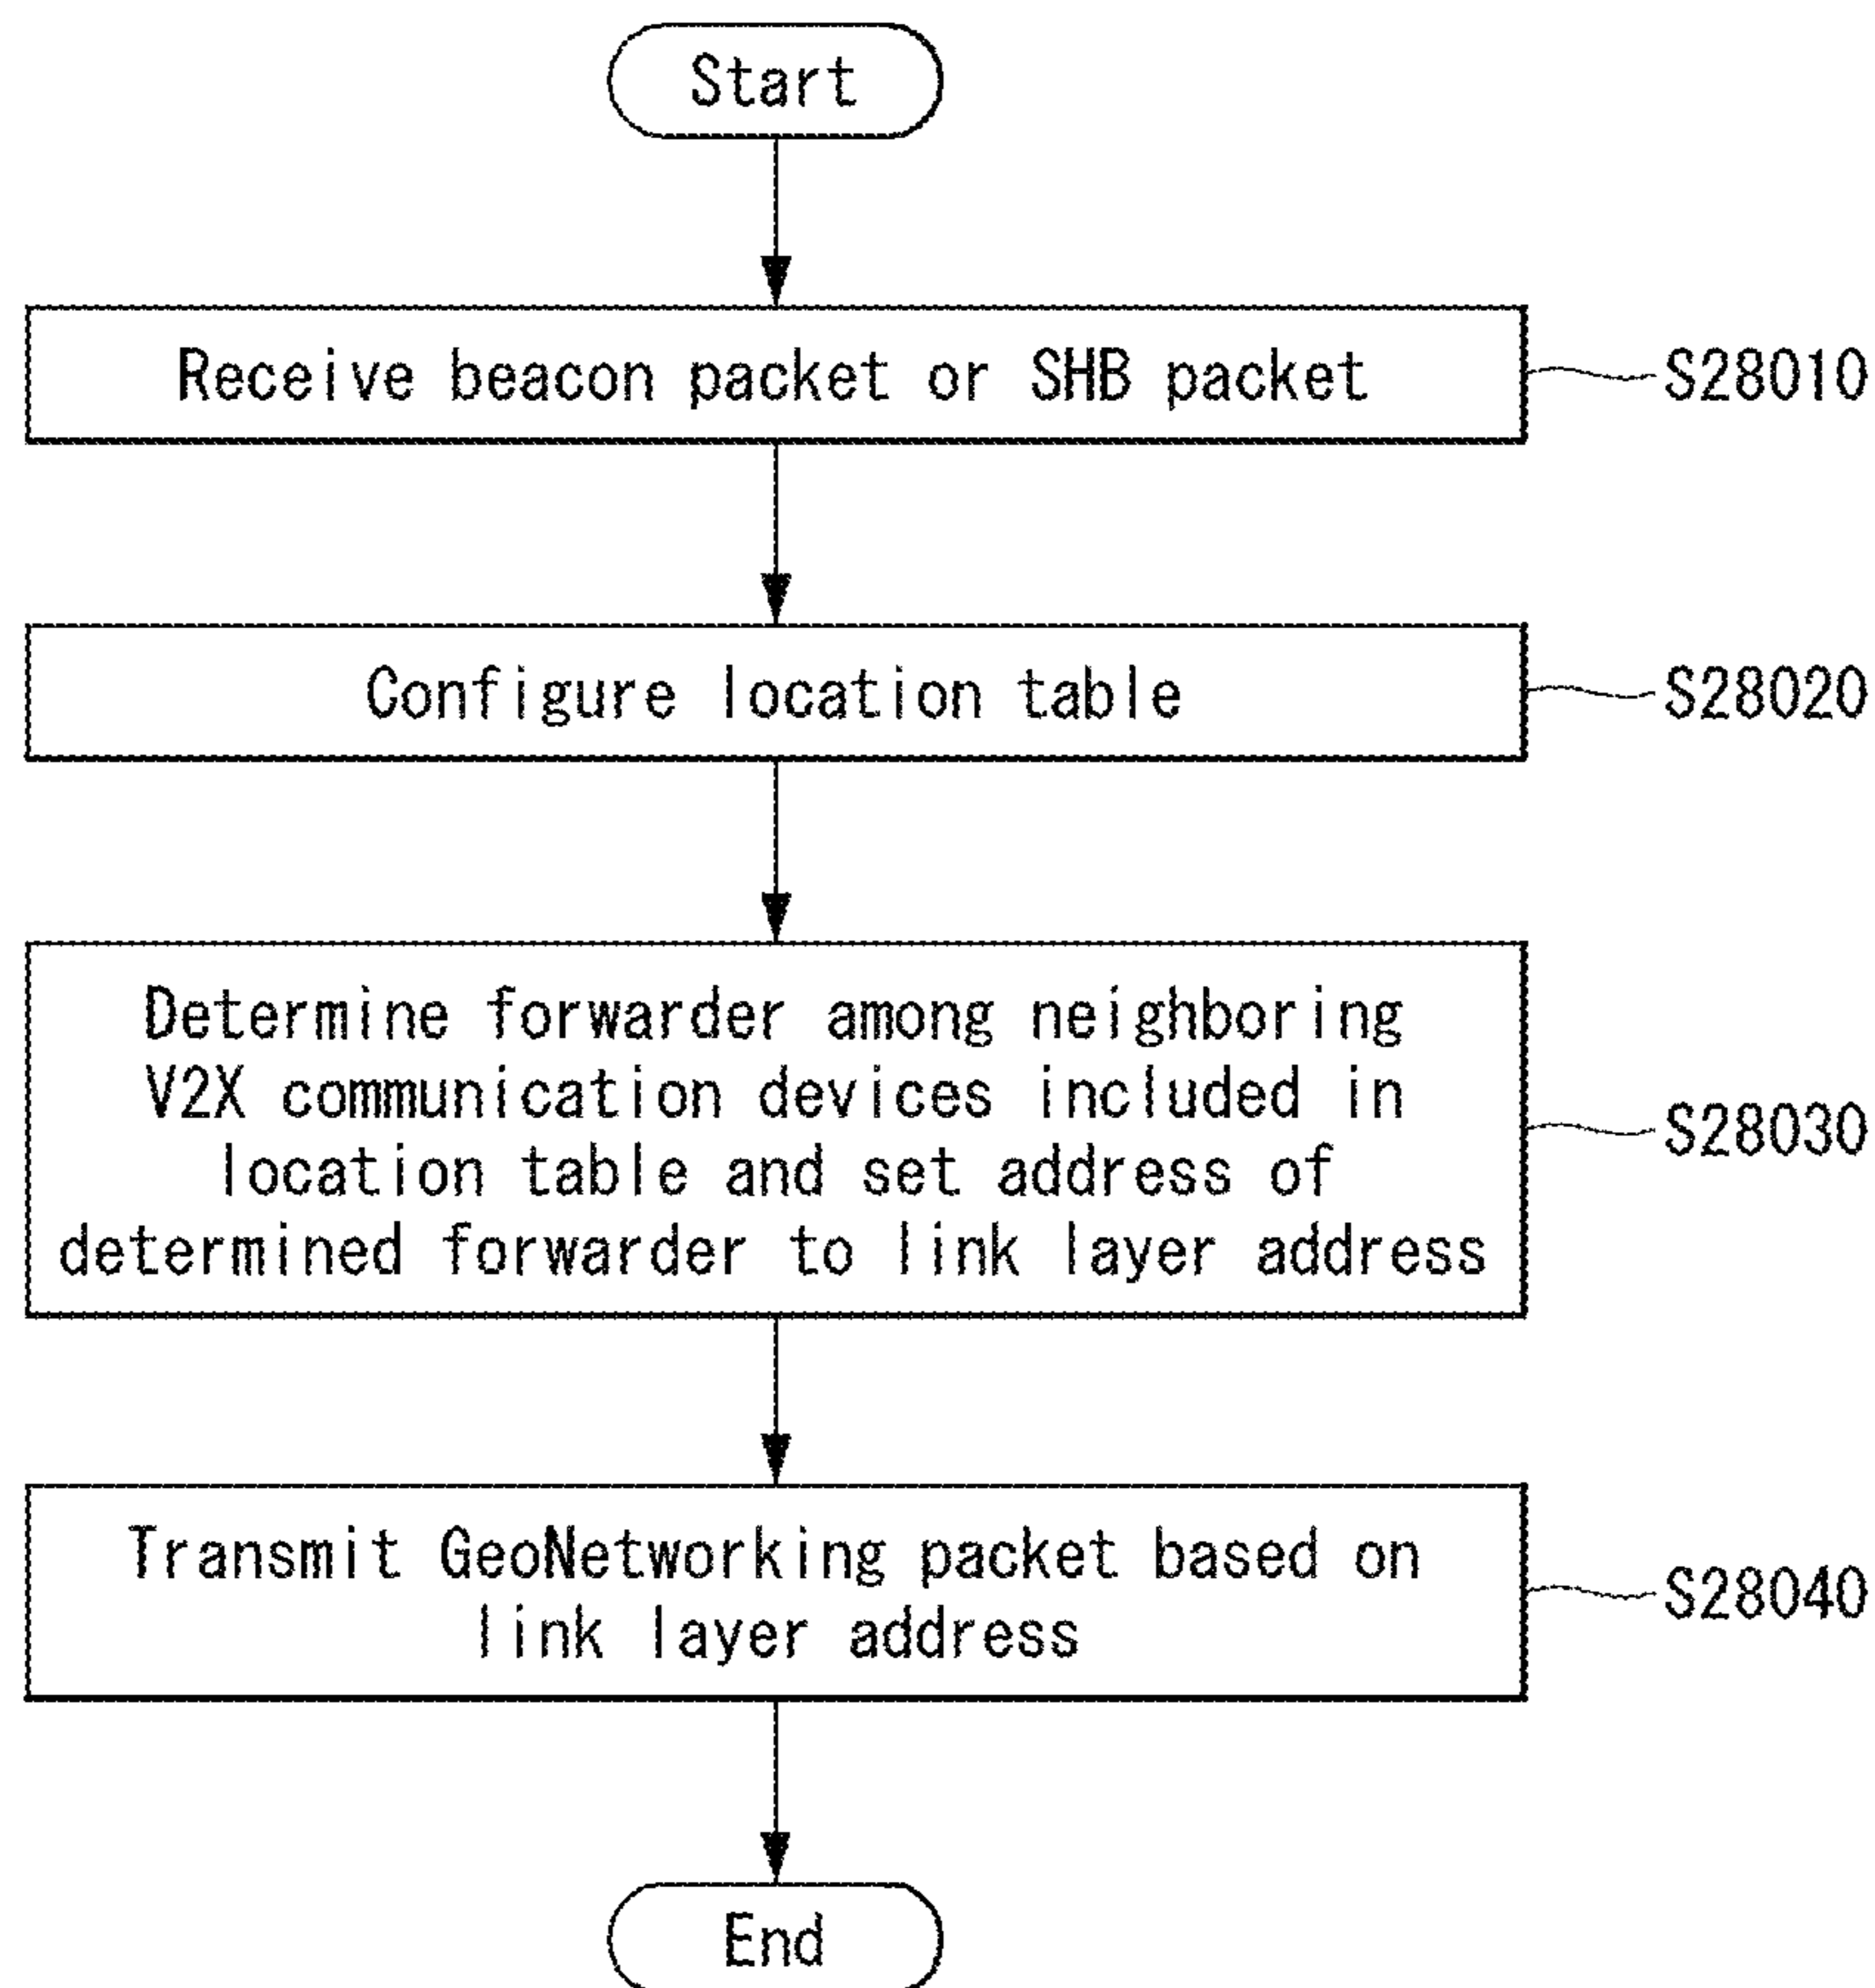 Start
Receive beacon packet or SHB packet
S28010
Configure location table
S28020
Determine forwarder among neighboring
V2X communication devices included in
location table and set address of
determined forwarder to link layer address
S28030
Transmit GeoNetworking packet based on
link layer address
S28040
End